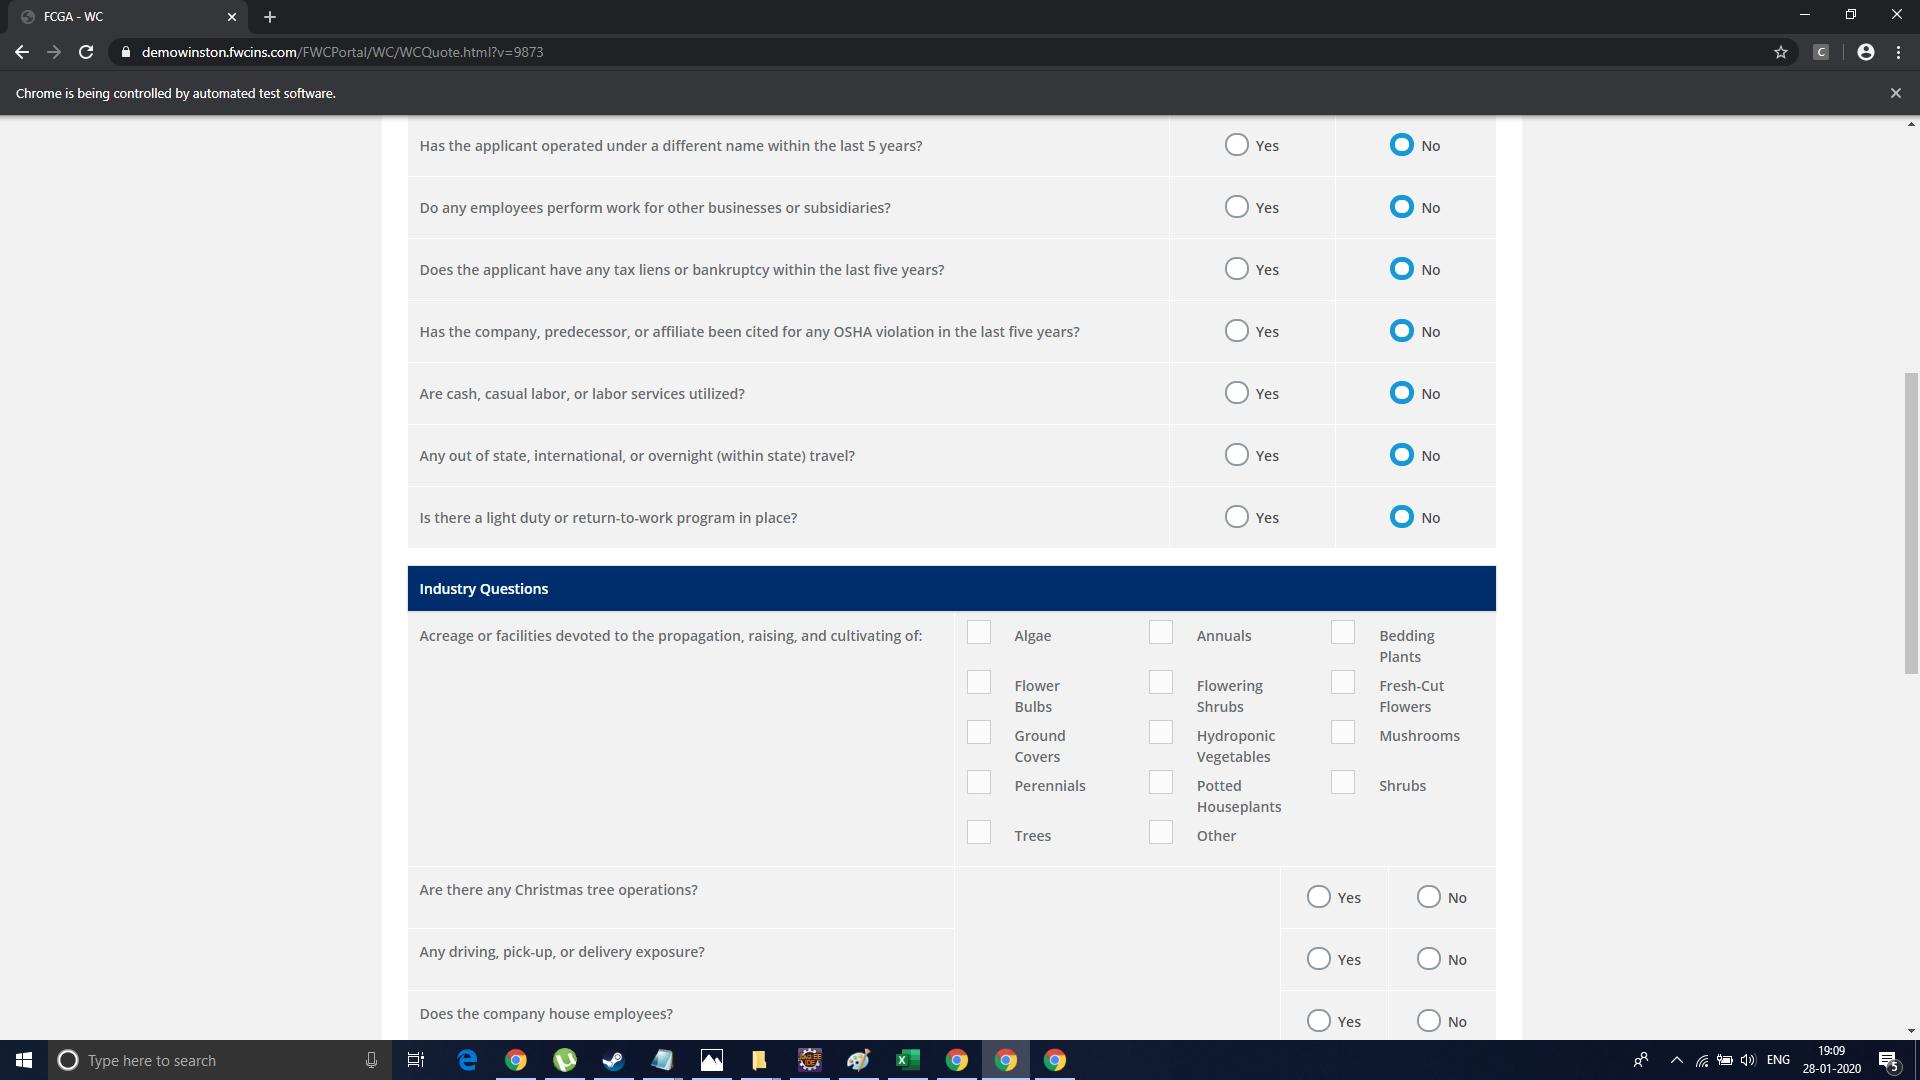 FCGA - WC
demowinston.fwcins.com/FWCPortal/WC/WCQuote.html?v=9873
C
Chrome is being controlled by automated test software.
Has the applicant operated under a different name within the last 5 years? Yes No
Do any employees perform work for other businesses or subsidiaries? Yes No
Does the applicant have any tax liens or bankruptcy within the last five years? Yes No
Has the company, predecessor, or affiliate been cited for any OSHA violation in the last five years? Yes No
Are cash, casual labor, or labor services utilized? Yes No
Any out of state, international, or overnight (within state) travel? Yes No
Is there a light duty or return-to-work program in place? Yes No
Industry Questions
Acreage or facilities devoted to the propagation, raising, and cultivating of: Algae Annuals Bedding
Plants
Flower Flowering Fresh-Cut
Bulbs Shrubs Flowers
Ground Hydroponic Mushrooms
Covers Vegetables
Perennials Potted Shrubs
Houseplants
Trees Other
Are there any Christmas tree operations? Yes No
Any driving, pick-up, or delivery exposure? Yes No
Does the company house employees? Yes No
Type here to search
ENG
19:09
28-01-2020
5